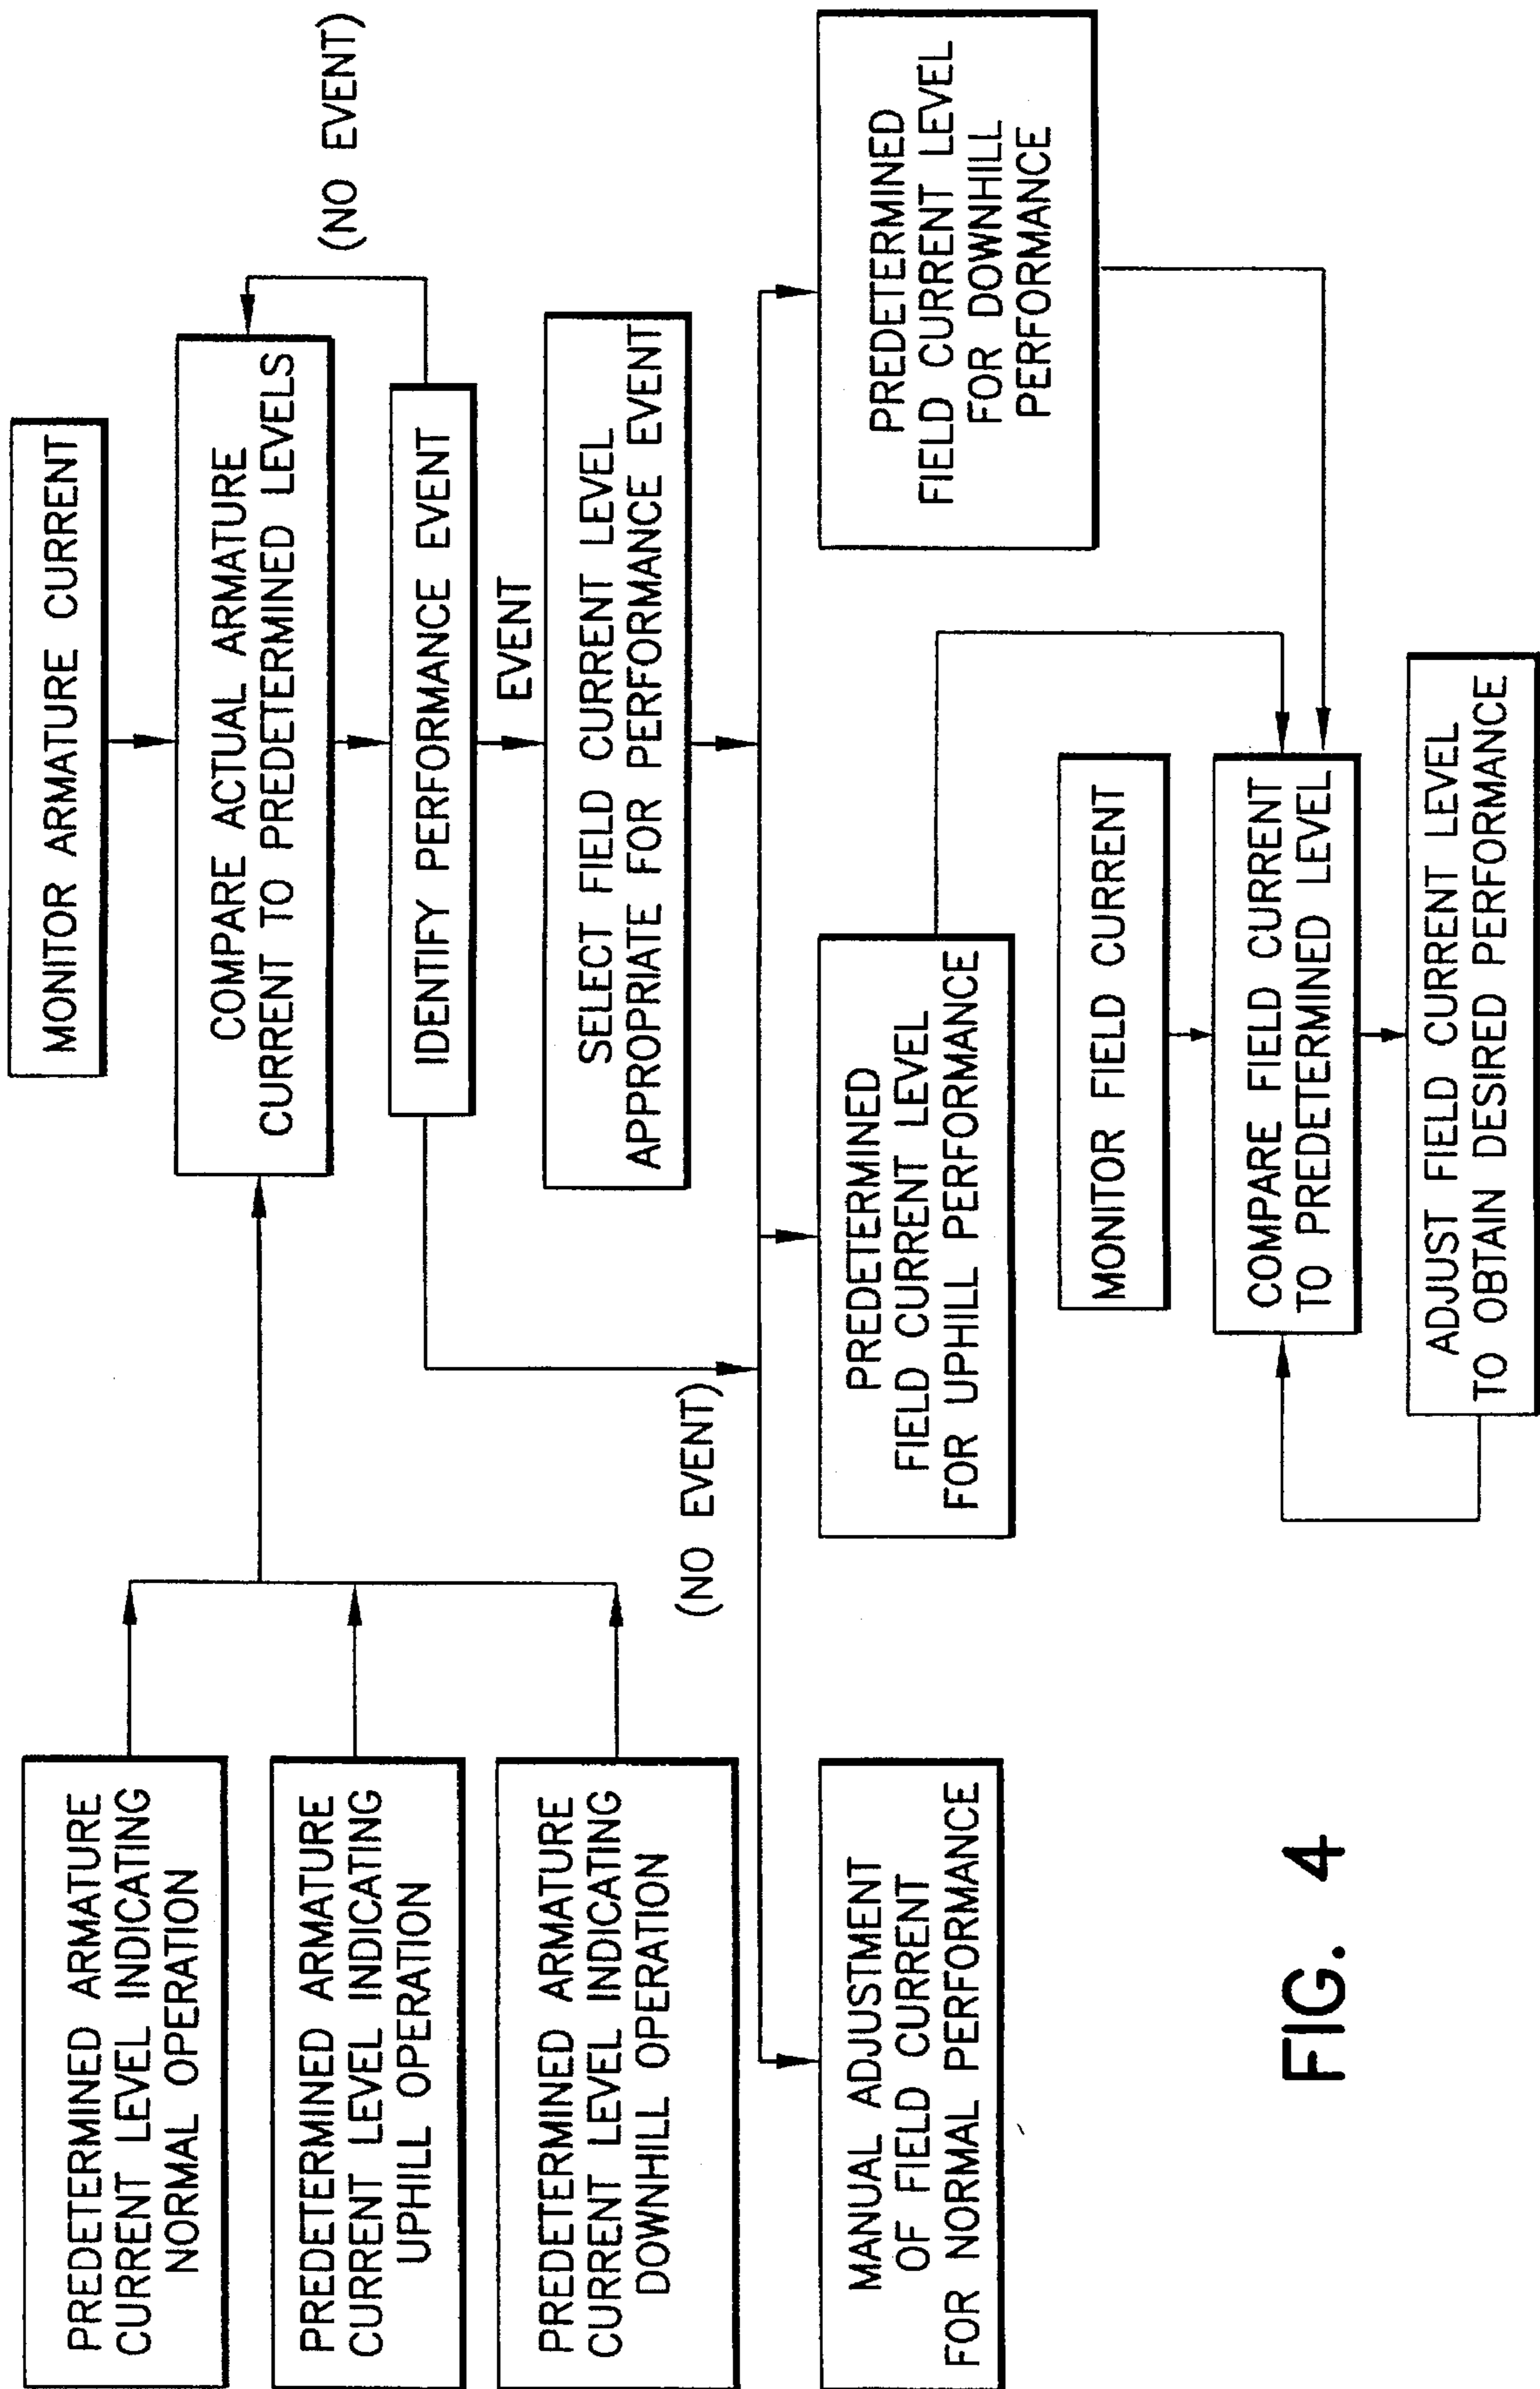 MONITOR ARMATURE CURRENT
PREDETERMINED ARMATURE
CURRENT LEVEL INDICATING
NORMAL OPERATION
COMPARE ACTUAL ARMATURE
CURRENT TO PREDETERMINED LEVELS
(NO EVENT)
PREDETERMINED ARMATURE
CURRENT LEVEL INDICATING
UPHILL OPERATION
IDENTIFY PERFORMANCE EVENT
EVENT
PREDETERMINED ARMATURE
CURRENT LEVEL INDICATING
DOWNHILL OPERATION
SELECT FIELD CURRENT LEVEL
APPROPRIATE FOR PERFORMANCE EVENT
(NO EVENT)
MANUAL ADJUSTMENT
OF FIELD CURRENT
FOR NORMAL PERFORMANCE
PREDETERMINED
FIELD CURRENT LEVEL
FOR UPHILL PERFORMANCE
PREDETERMINED
FIELD CURRENT LEVEL
FOR DOWNHILL
PERFORMANCE
MONITOR FIELD CURRENT
COMPARE FIELD CURRENT
TO PREDETERMINED LEVEL
ADJUST FIELD CURRENT LEVEL
TO OBTAIN DESIRED PERFORMANCE
FIG. 4